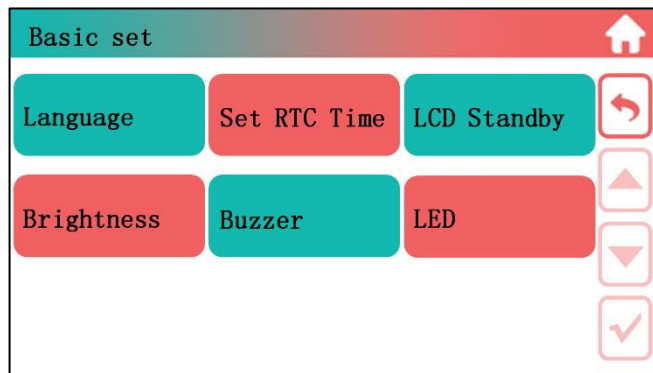 Basic set
Language
Set RTC Time
LCD Standby
Brightness
Buzzer
LED